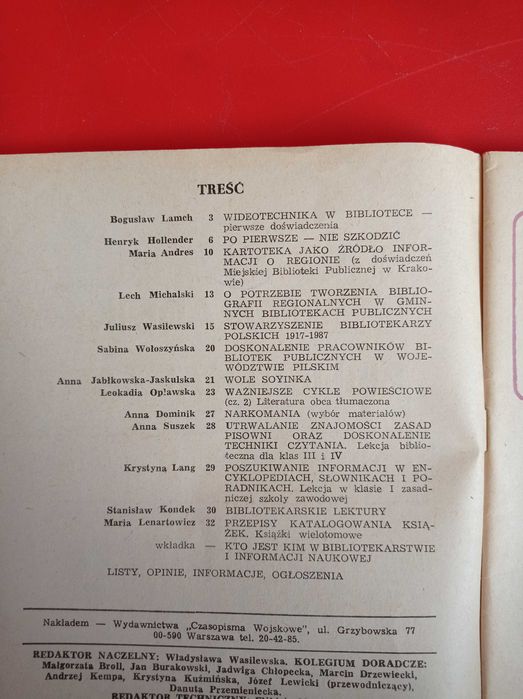 TREŚĆ
Bogusław Lamch 3 WIDEOTECHNIKA W BIBLIOTECE —
pierwsze doświadczenia
Henryk Hollender 6 PO PIERWSZE — NIE SZKODZIĆ
Maria Andres 10 KARTOTEKA JAKO ŹRÓDŁO INFOR-
MACJI O REGIONIE (z doświadczeń
Miejskiej Biblioteki Publicznej w Krako-
wie)
Lech Michalski 13 O POTRZEBIE TWORZENIA BIBLIO-
GRAFII REGIONALNYCH W GMIN-
NYCH BIBLIOTEKACH PUBLICZNYCH
Juliusz Wasilewski 15 STOWARZYSZENIE BIBLIOTEKARZY
POLSKICH 1917-1987
Sabina Wołoszyńska 20 DOSKONALENIE PRACOWNIKÓW BI-
BLIOTEK PUBLICZNYCH W WOJE-
WÓDZTWIE PILSKIM
Anna Jabłkowska-Jaskulska 21 WOLE SOYINKA
Leokadia Opławska 23 WAŻNIEJSZE CYKLE POWIEŚCIOWE
(cz. 2) Literatura obca tłumaczona
Anna Dominik 27 NARKOMANIA (wybór materiałów)
Anna Suszek 28 UTRWALANIE ZNAJOMOŚCI ZASAD
PISOWNI ORAZ DOSKONALENIE
TECHNIKI CZYTANIA. Lekcja biblio-
teczna dla klas III i IV
Krystyna Lang 29 POSZUKIWANIE INFORMACJI W EN-
CYKLOPEDIACH, SŁOWNIKACH I PO-
RADNIKACH. Lekcja w klasie I zasad-
niczej szkoły zawodowej
Stanisław Kondek 30 BIBLIOTEKARSKIE LEKTURY
Maria Lenartowicz 32 PRZEPISY KATALOGOWANIA KSIĄ-
ŻEK. Książki wielotomowe
wkładka — KTO JEST KIM W BIBLIOTEKARSTWIE
I INFORMACJI NAUKOWEJ
LISTY, OPINIE, INFORMACJE, OGŁOSZENIA
Nakładem — Wydawnictwa „Czasopisma Wojskowe", ul. Grzybowska 77
00-590 Warszawa tel. 20-42-85.
REDAKTOR NACZELNY: Władysława Wasilewska. KOLEGIUM DORADCZE:
Małgorzata Broll, Jan Burakowski, Jadwiga Chłopecka, Marcin Drzewiecki,
Andrzej Kempa, Krystyna Kuźmińska, Józef Lewicki (przewodniczący),
Danuta Przemieniecka.
REDAKTOR TECHNICZNY: